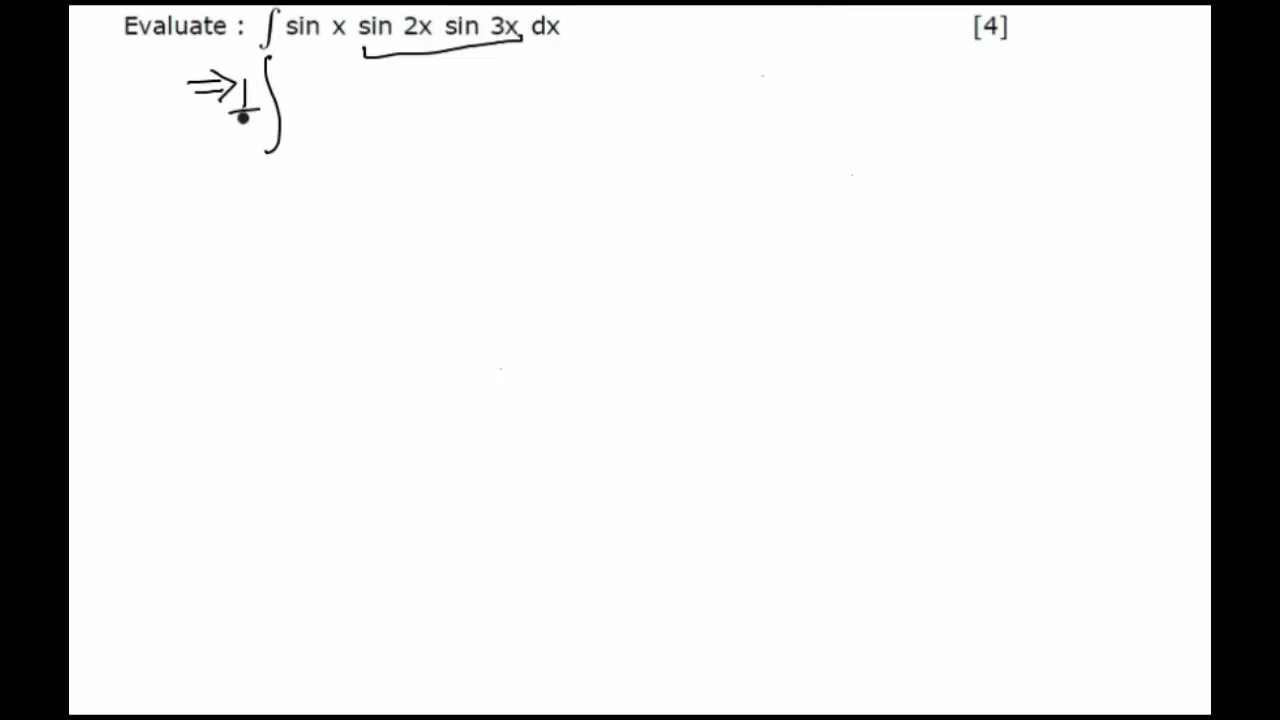 Evaluate : ∫ sin x sin 2x sin 3x dx [4]
⇒ 1 ∫